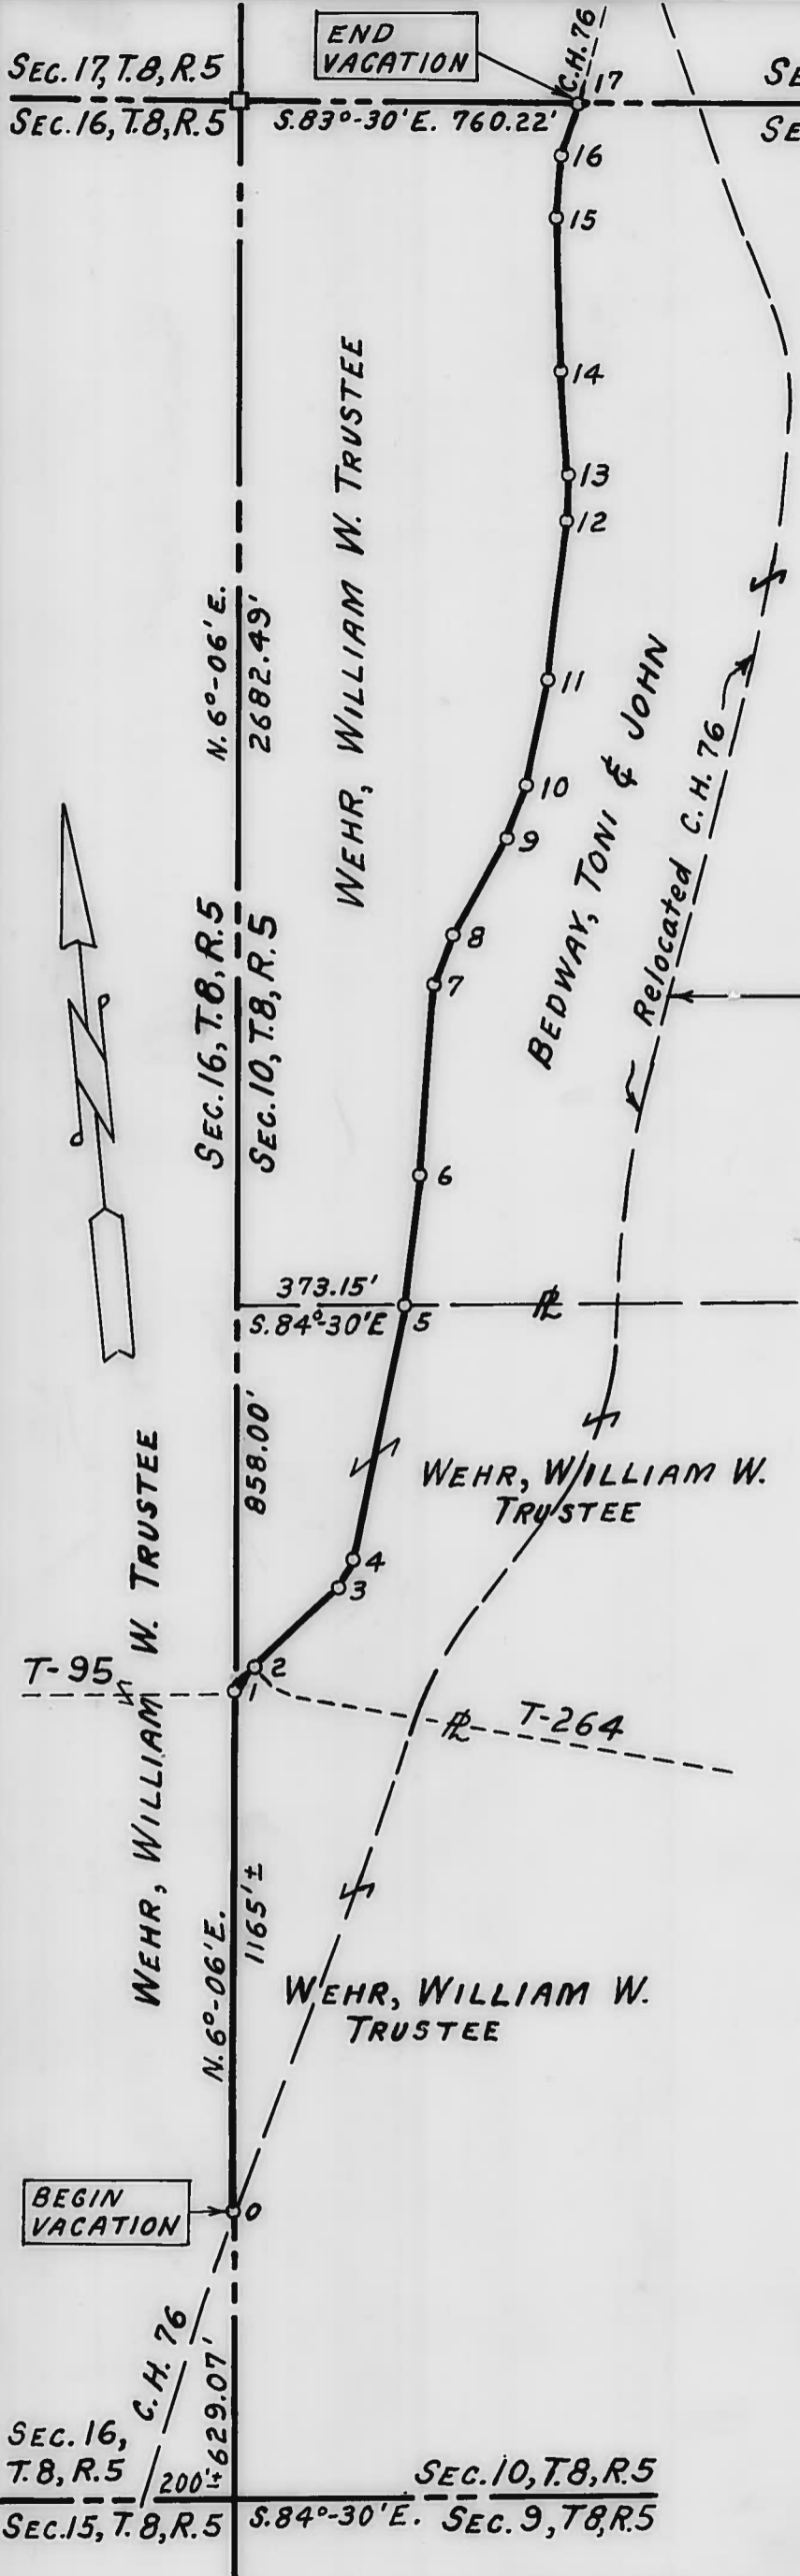 END
VACATION
C.H. 76
SEC. 17, T.8, R.5
SEC. 16, T.8, R.5
S. 83°-30' E. 760.22'
17
SE
SE
16
15
14
13
12
11
10
9
8
7
6
5
4
3
2
1
0
WEHR, WILLIAM W. TRUSTEE
N. 6°-06' E.
2682.49'
BEDWAY, TONI & JOHN
Relocated C.H. 76
SEC. 16, T.8, R.5
SEC. 10, T.8, R.5
N
373.15'
S. 84°-30' E
PL
858.00'
WEHR, WILLIAM W.
TRUSTEE
WEHR, WILLIAM W. TRUSTEE
T-95
PL
T-264
N. 6°-06' E.
1165' ±
WEHR, WILLIAM W.
TRUSTEE
BEGIN
VACATION
C.H. 76
629.07'
SEC. 16,
T.8, R.5
200' ±
SEC. 10, T.8, R.5
SEC. 15, T.8, R.5
S. 84°-30' E.
SEC. 9, T8, R.5